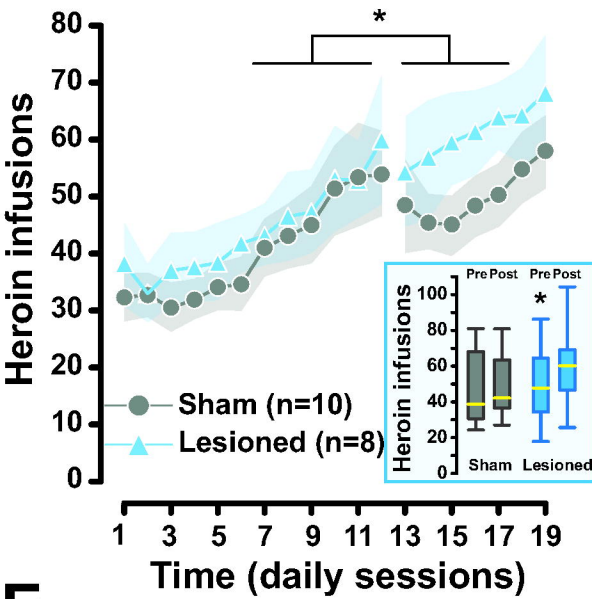 *
80
70
60
50
40
30
20
10
0
Heroin infusions
Sham (n=10)
Lesioned (n=8)
1 3 5 7 9 11 13 15 17 19
Time (daily sessions)
Pre Post Pre Post
*
100
80
60
40
20
0
Heroin infusions
Sham Lesioned